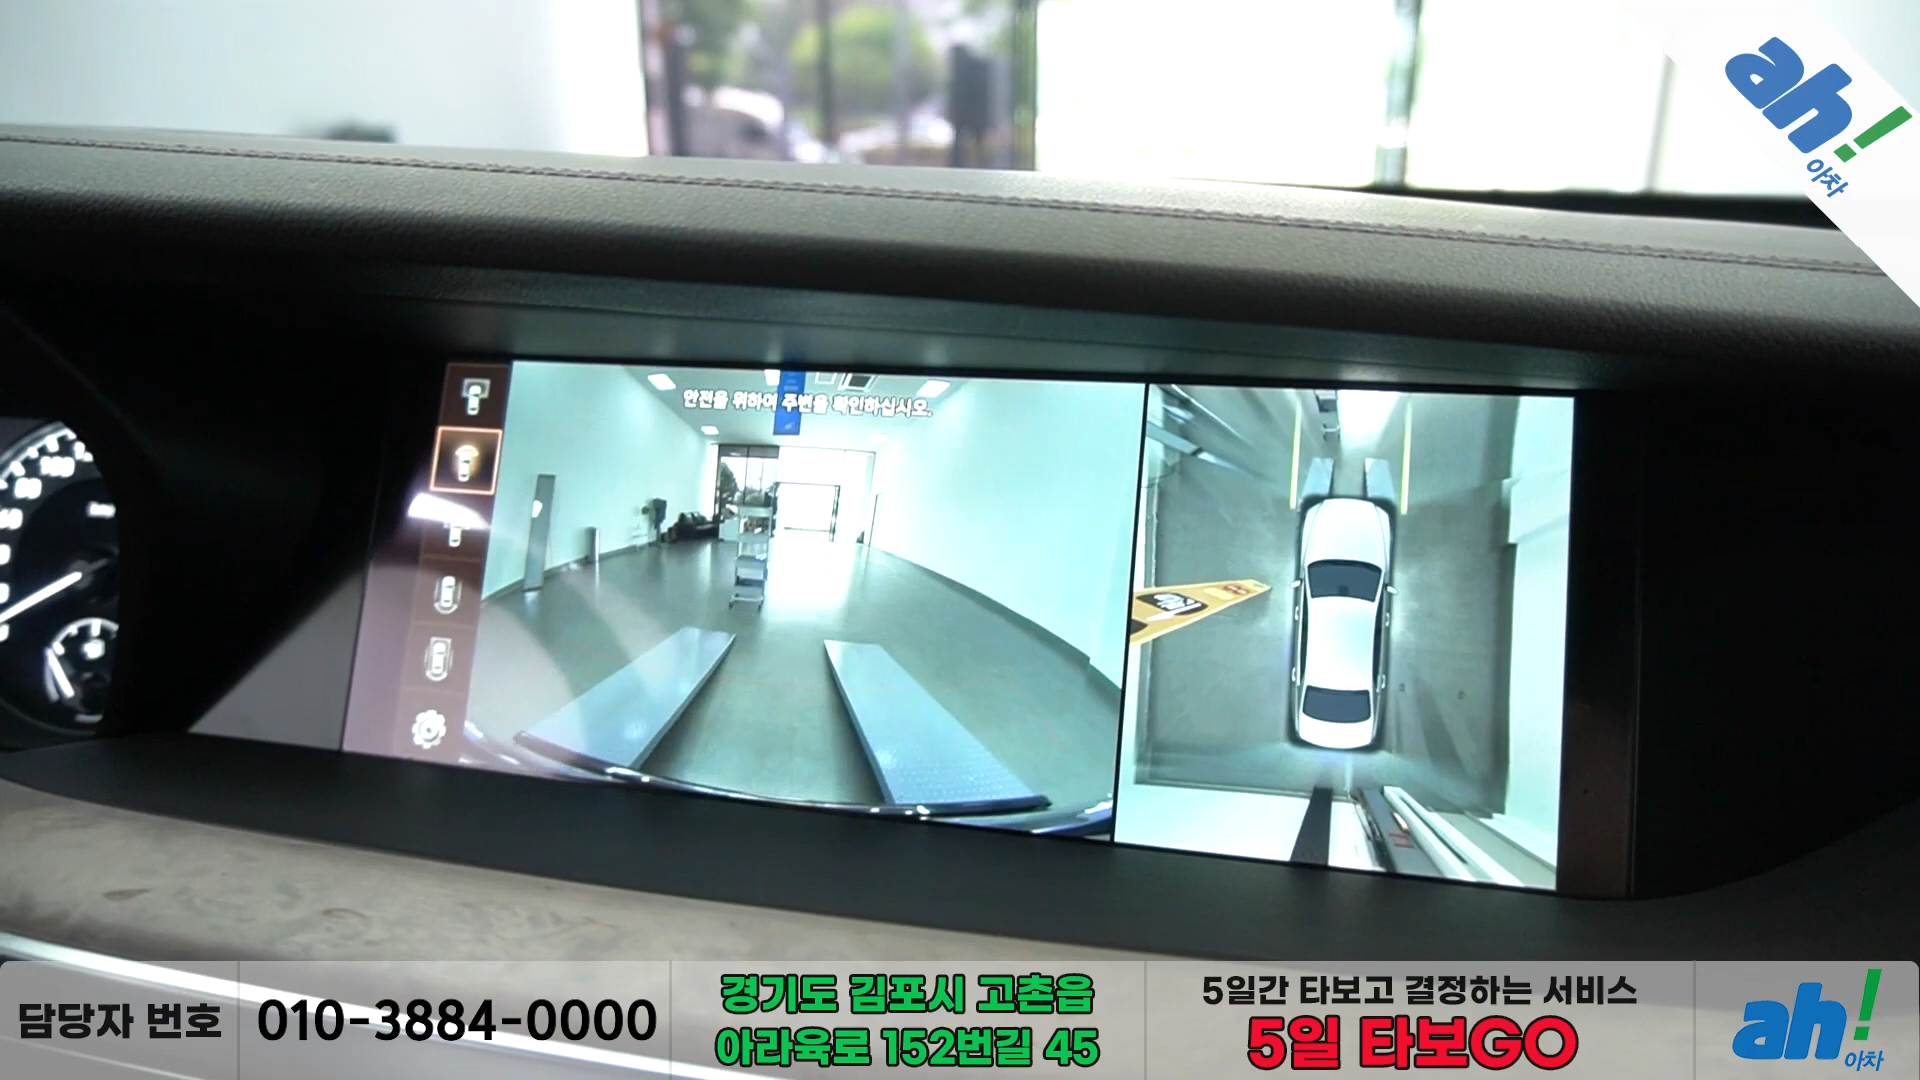 ah!
아차
안전을 위하여 주변을 확인하십시오.
담당자 번호
010-3884-0000
경기도 김포시 고촌읍
아라육로 152번길 45
5일간 타보고 결정하는 서비스
5일 타보GO
ah!
아차